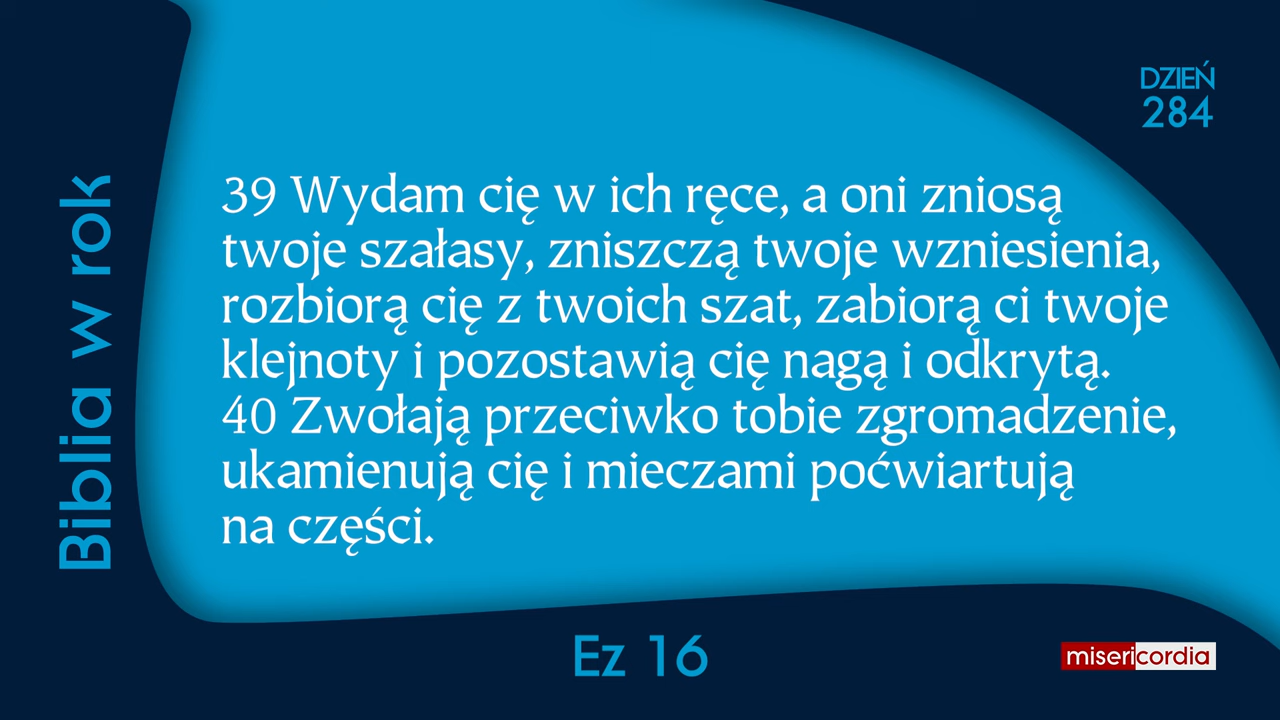 DZIEŃ
284
Biblia w rok
39 Wydam cię w ich ręce, a oni zniosą
twoje szałasy, zniszczą twoje wzniesienia,
rozbiorą cię z twoich szat, zabiorą ci twoje
klejnoty i pozostawią cię nagą i odkrytą.
40 Zwołają przeciwko tobie zgromadzenie,
ukamienują cię i mieczami poćwiartują
na części.
Ez 16
misericordia